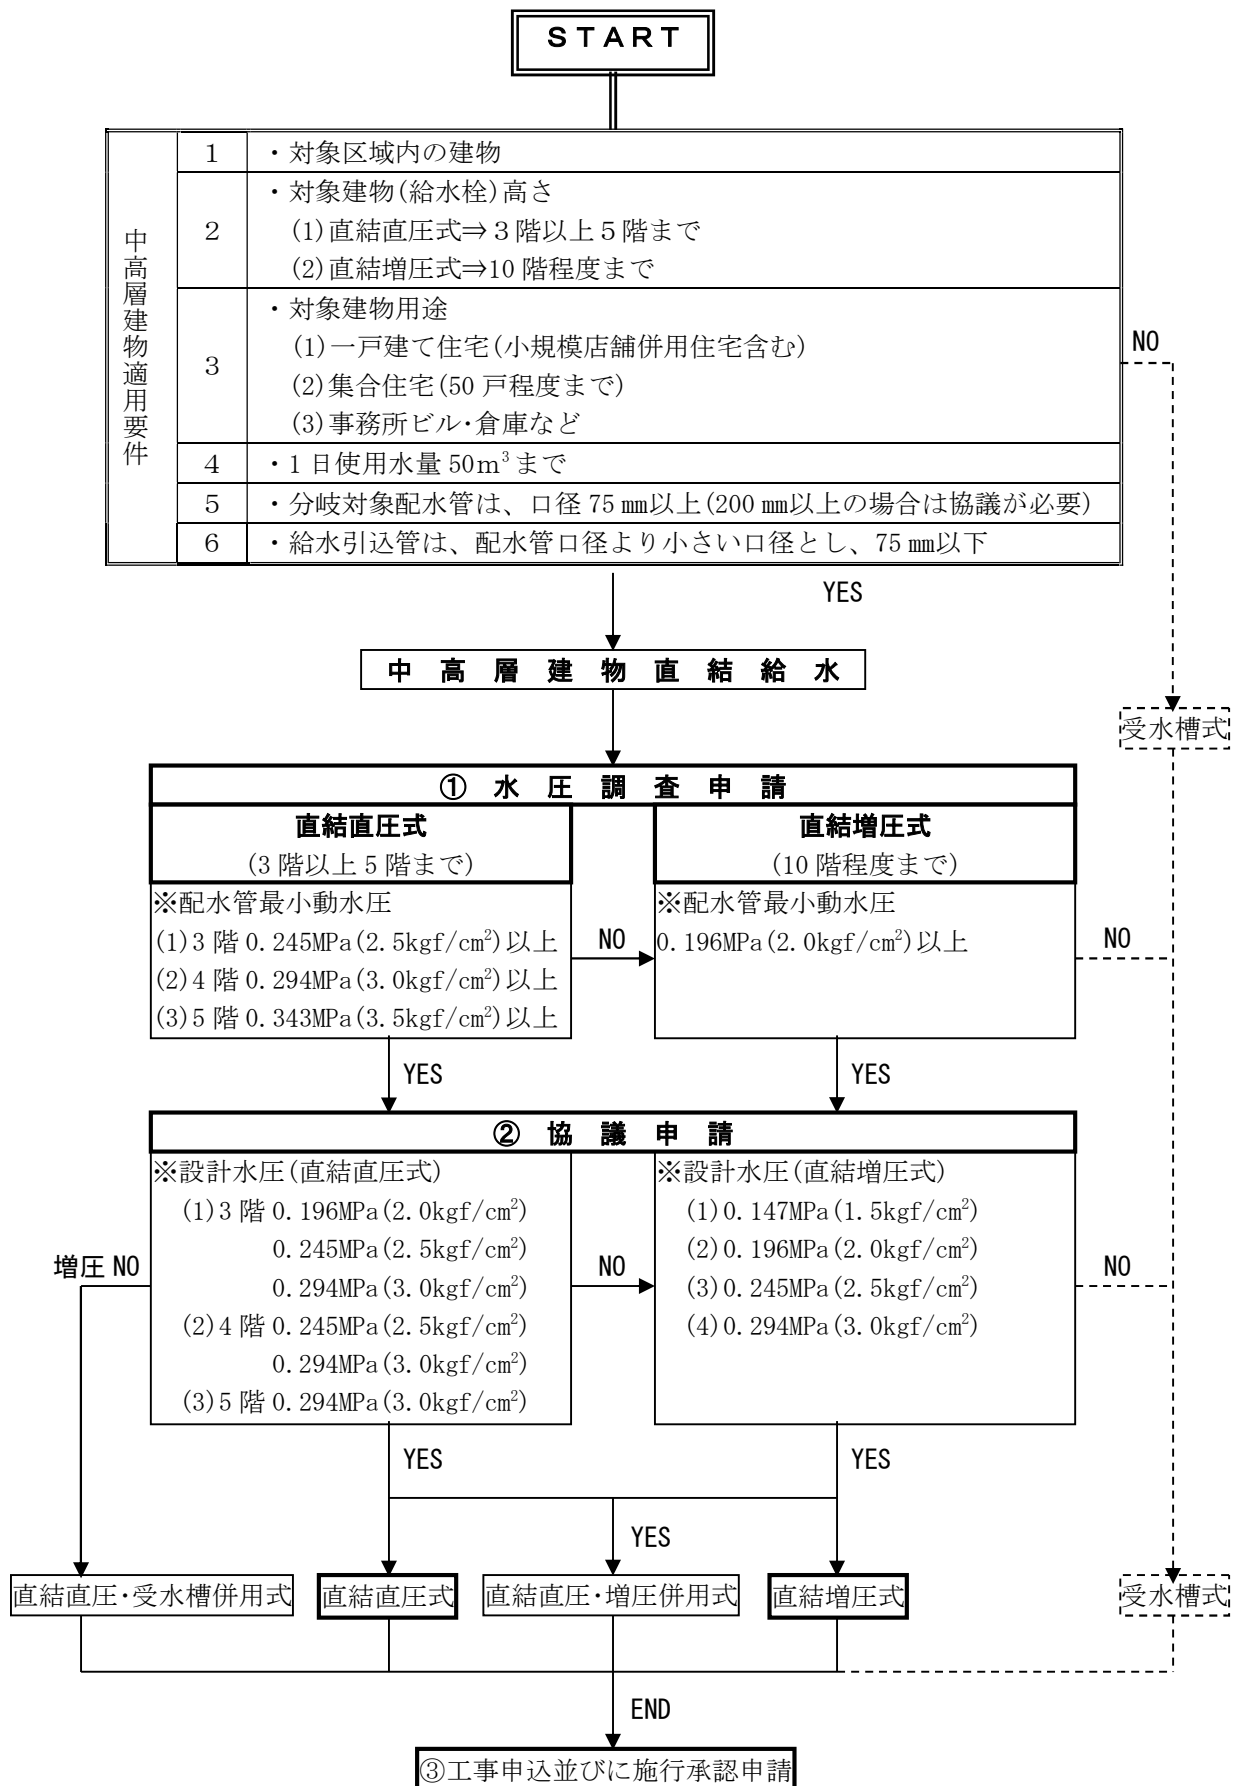 START
中高層建物適用要件
1 ・対象区域内の建物
2 ・対象建物(給水栓)高さ
(1)直結直圧式⇒3階以上5階まで
(2)直結増圧式⇒10階程度まで
3 ・対象建物用途
(1)一戸建て住宅(小規模店舗併用住宅含む)
(2)集合住宅(50戸程度まで)
(3)事務所ビル・倉庫など
4 ・1日使用水量50m³まで
5 ・分岐対象配水管は、口径75㎜以上(200㎜以上の場合は協議が必要)
6 ・給水引込管は、配水管口径より小さい口径とし、75㎜以下
NO
YES
中高層建物直結給水
受水槽式
①水圧調査申請
直結直圧式
(3階以上5階まで)
※配水管最小動水圧
(1)3階0.245MPa(2.5kgf/cm²)以上
(2)4階0.294MPa(3.0kgf/cm²)以上
(3)5階0.343MPa(3.5kgf/cm²)以上
NO
直結増圧式
(10階程度まで)
※配水管最小動水圧
0.196MPa(2.0kgf/cm²)以上
NO
YES
YES
②協議申請
※設計水圧(直結直圧式)
(1)3階0.196MPa(2.0kgf/cm²)
0.245MPa(2.5kgf/cm²)
0.294MPa(3.0kgf/cm²)
(2)4階0.245MPa(2.5kgf/cm²)
0.294MPa(3.0kgf/cm²)
(3)5階0.294MPa(3.0kgf/cm²)
増圧NO
NO
※設計水圧(直結増圧式)
(1)0.147MPa(1.5kgf/cm²)
(2)0.196MPa(2.0kgf/cm²)
(3)0.245MPa(2.5kgf/cm²)
(4)0.294MPa(3.0kgf/cm²)
NO
YES
YES
YES
直結直圧・受水槽併用式
直結直圧式
直結直圧・増圧併用式
直結増圧式
受水槽式
END
③工事申込並びに施行承認申請